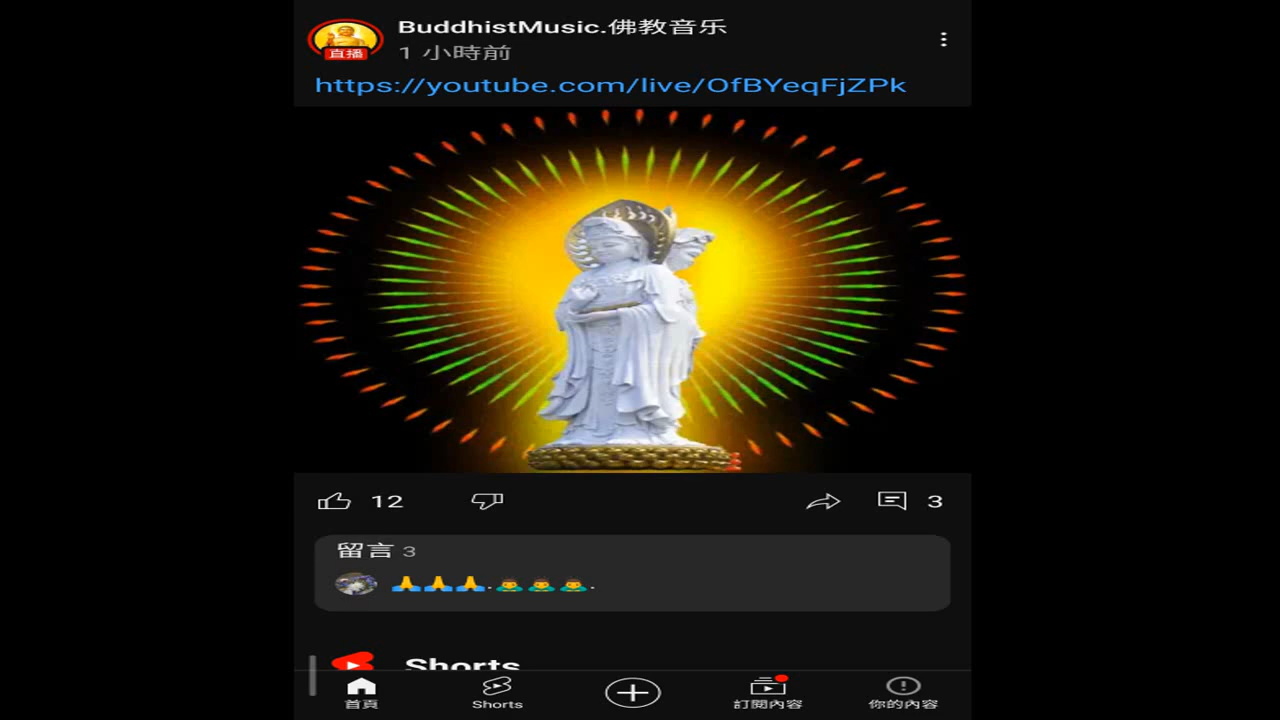 BuddhistMusic.佛教音乐
直播
1 小時前
https://youtube.com/live/OfBYeqFjZPk
12
3
留言 3
🙏🙏🙏.🙇‍♂️🙇‍♂️🙇‍♂️.
Shorts
首頁
Shorts
訂閱內容
你的內容